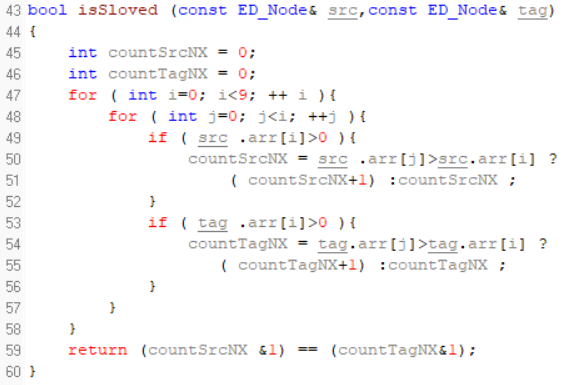 43 bool isSloved (const ED_Node& src,const ED_Node& tag)
44 {
45     int countSrcNX = 0;
46     int countTagNX = 0;
47     for ( int i=0; i<9; ++ i ){
48         for ( int j=0; j<i; ++j ){
49             if ( src .arr[i]>0 ){
50                 countSrcNX = src .arr[j]>src.arr[i] ?
51                     ( countSrcNX+1) :countSrcNX ;
52             }
53             if ( tag .arr[i]>0 ){
54                 countTagNX = tag.arr[j]>tag.arr[i] ?
55                    ( countTagNX+1) :countTagNX ;
56             }
57         }
58     }
59     return (countSrcNX &1) == (countTagNX&1);
60 }